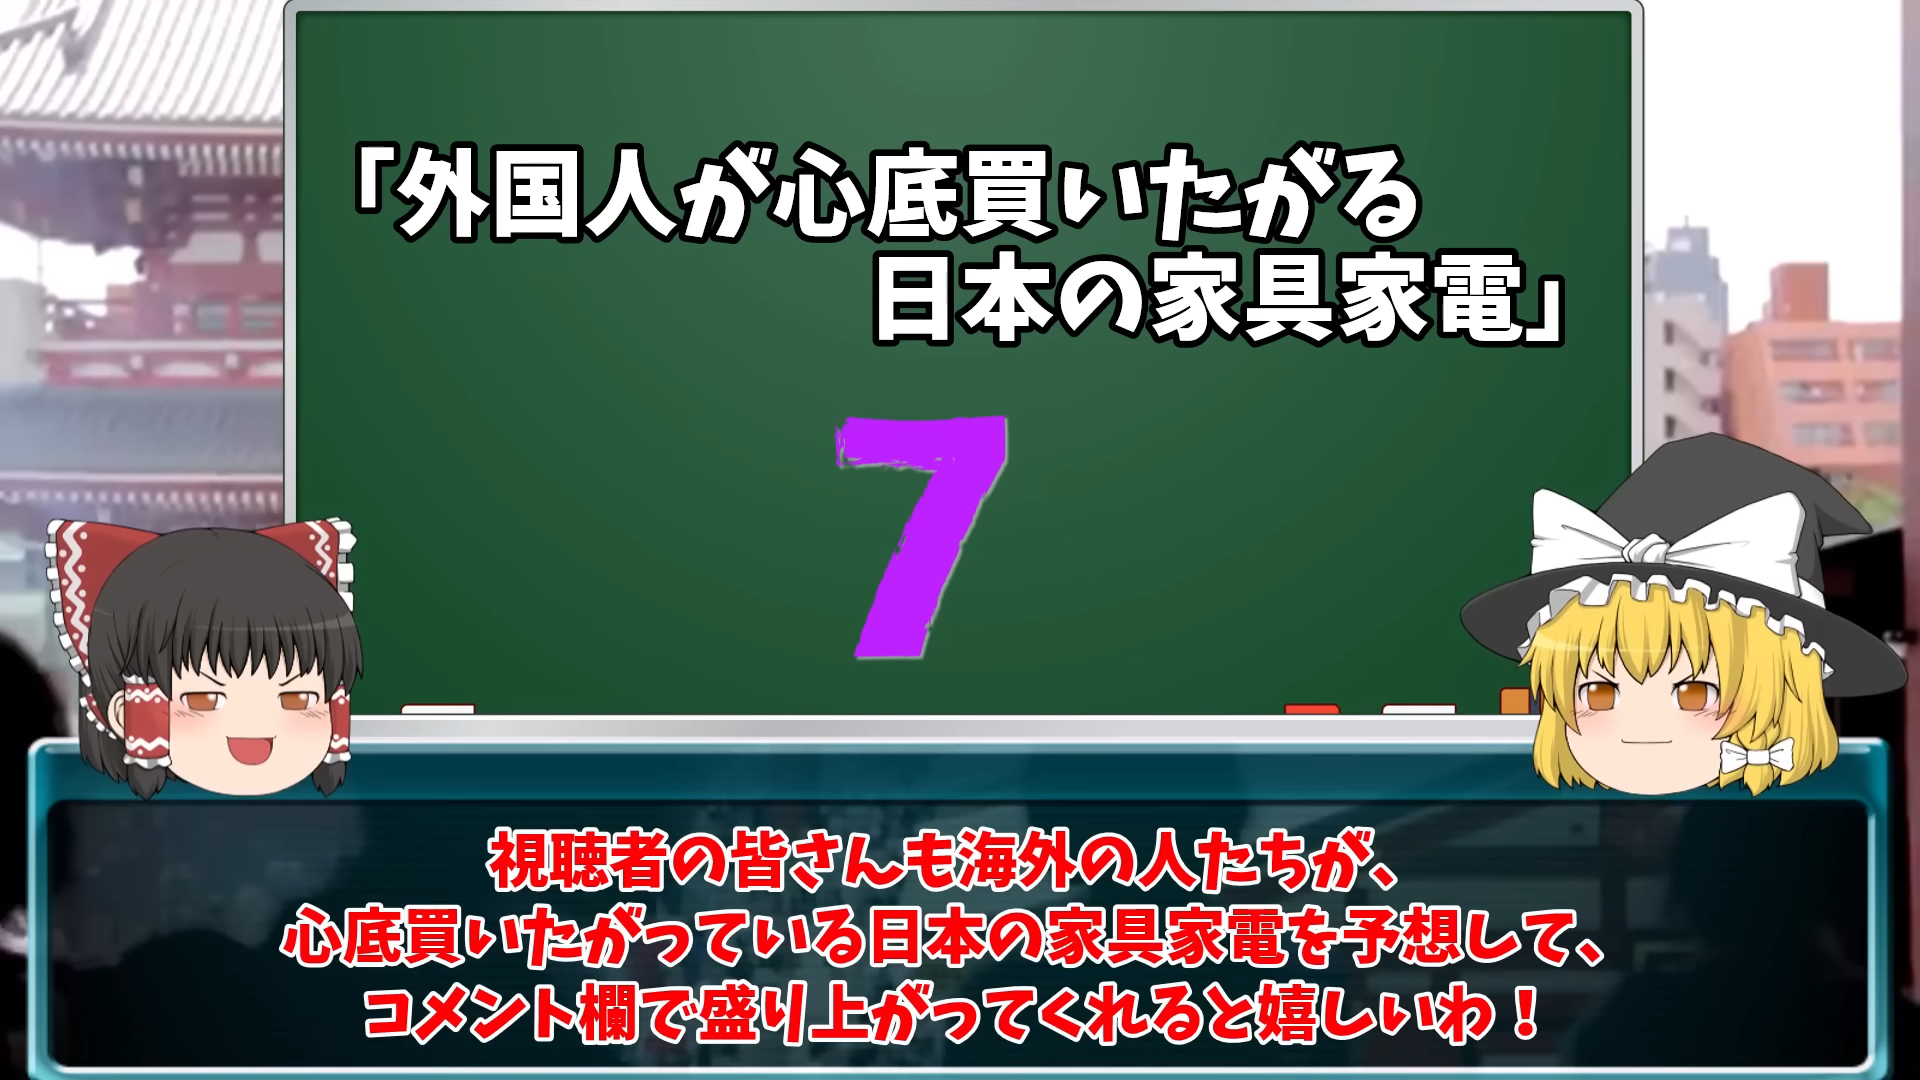 「外国人が心底買いたがる
日本の家具家電」
7
視聴者の皆さんも海外の人たちが、
心底買いたがっている日本の家具家電を予想して、
コメント欄で盛り上がってくれると嬉しいわ！